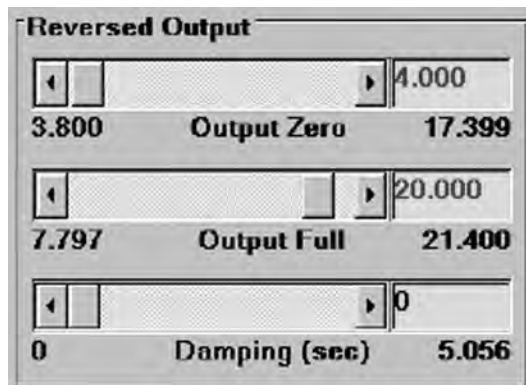 Reversed Output
4.000
3.800 Output Zero 17.399
20.000
7.797 Output Full 21.400
0
0 Damping (sec) 5.056